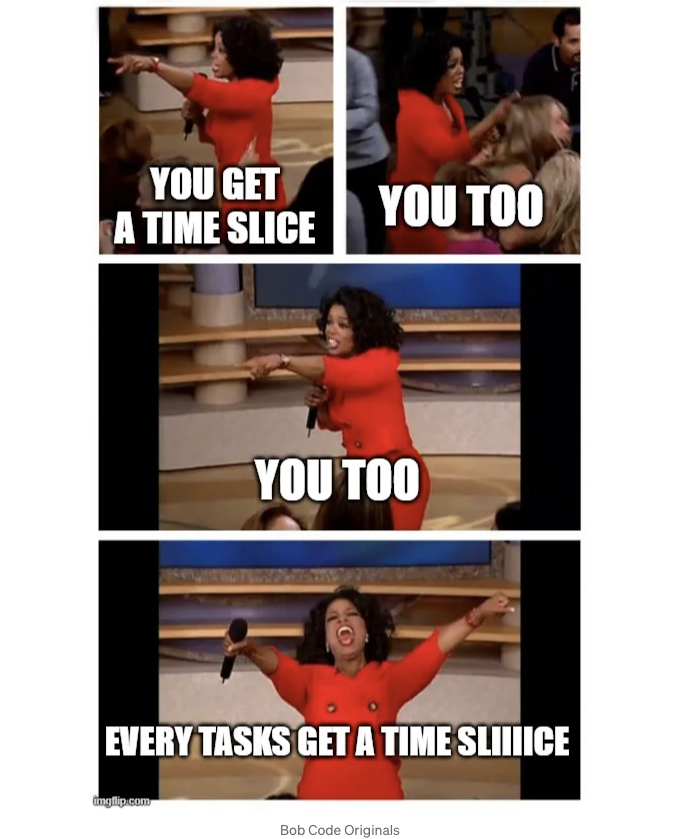 YOU GET
A TIME SLICE
YOU TOO
YOU TOO
EVERY TASKS GET A TIME SLIIIICE
imgflip.com
Bob Code Originals